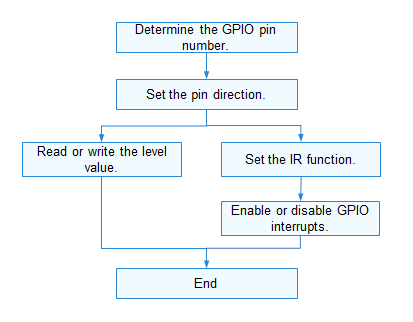 Determine the GPIO pin
number.
Set the pin direction.
Read or write the level
value.
Set the IR function.
Enable or disable GPIO
interrupts.
End